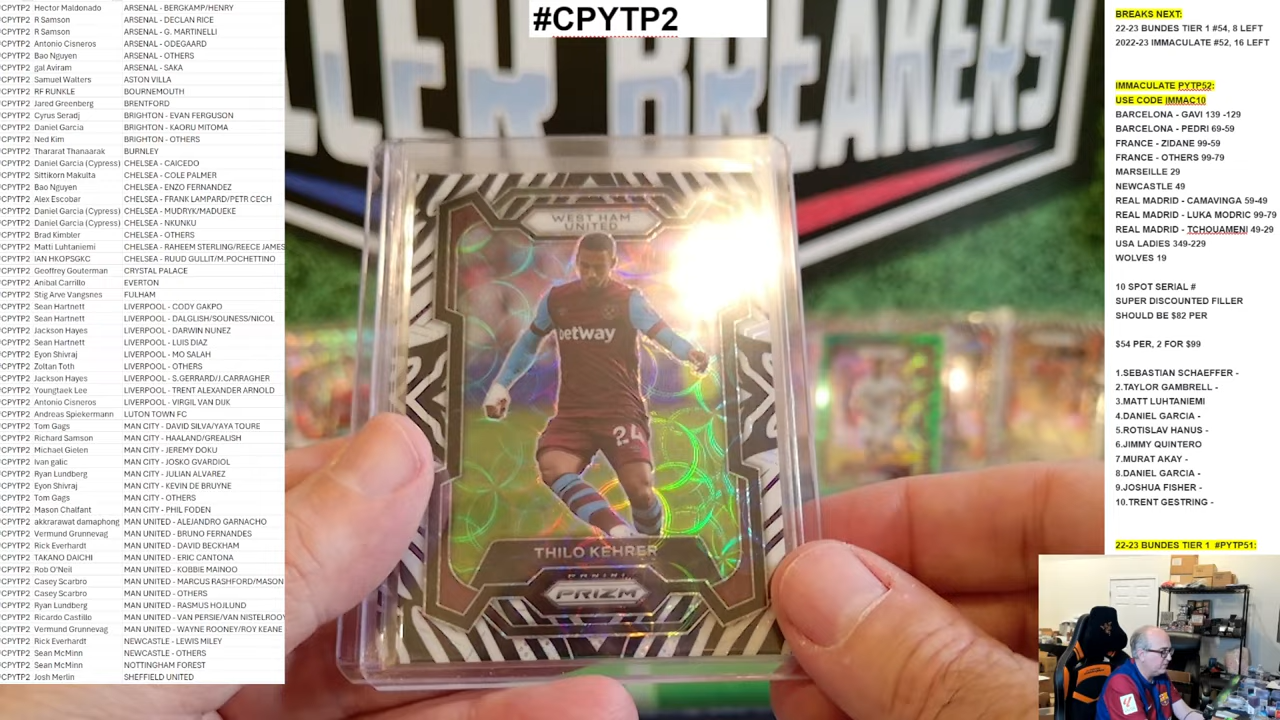 #CPYTP2
CPYTP2 Hector Maldonado ARSENAL - BERGKAMP/HENRY
CPYTP2 R Samson ARSENAL - DECLAN RICE
CPYTP2 R Samson ARSENAL - G. MARTINELLI
CPYTP2 Antonio Cisneros ARSENAL - ODEGAARD
CPYTP2 Bao Nguyen ARSENAL - OTHERS
CPYTP2 gal Aviram ARSENAL - SAKA
CPYTP2 Samuel Walters ASTON VILLA
CPYTP2 RF RUNKLE BOURNEMOUTH
CPYTP2 Jared Greenberg BRENTFORD
CPYTP2 Cyrus Seradj BRIGHTON - EVAN FERGUSON
CPYTP2 Daniel Garcia BRIGHTON - KAORU MITOMA
CPYTP2 Ned Kim BRIGHTON - OTHERS
CPYTP2 Thararat Thanaarak BURNLEY
CPYTP2 Daniel Garcia (Cypress) CHELSEA - CAICEDO
CPYTP2 Sittikorn Makulta CHELSEA - COLE PALMER
CPYTP2 Bao Nguyen CHELSEA - ENZO FERNANDEZ
CPYTP2 Alex Escobar CHELSEA - FRANK LAMPARD/PETR CECH
CPYTP2 Daniel Garcia (Cypress) CHELSEA - MUDRYK/MADUEKE
CPYTP2 Daniel Garcia (Cypress) CHELSEA - NKUNKU
CPYTP2 Brad Kimbler CHELSEA - OTHERS
CPYTP2 Matti Luhtaniemi CHELSEA - RAHEEM STERLING/REECE JAMES
CPYTP2 IAN HKOPSGKC CHELSEA - RUUD GULLIT/M.POCHETTINO
CPYTP2 Geoffrey Gouterman CRYSTAL PALACE
CPYTP2 Anibal Carrillo EVERTON
CPYTP2 Stig Arve Vangsnes FULHAM
CPYTP2 Sean Hartnett LIVERPOOL - CODY GAKPO
CPYTP2 Sean Hartnett LIVERPOOL - DALGLISH/SOUNESS/NICOL
CPYTP2 Jackson Hayes LIVERPOOL - DARWIN NUNEZ
CPYTP2 Sean Hartnett LIVERPOOL - LUIS DIAZ
CPYTP2 Eyon Shivraj LIVERPOOL - MO SALAH
CPYTP2 Zoltan Toth LIVERPOOL - OTHERS
CPYTP2 Jackson Hayes LIVERPOOL - S.GERRARD/J.CARRAGHER
CPYTP2 Youngtaek Lee LIVERPOOL - TRENT ALEXANDER ARNOLD
CPYTP2 Antonio Cisneros LIVERPOOL - VIRGIL VAN DIJK
CPYTP2 Andreas Spiekermann LUTON TOWN FC
CPYTP2 Tom Gags MAN CITY - DAVID SILVA/YAYA TOURE
CPYTP2 Richard Samson MAN CITY - HAALAND/GREALISH
CPYTP2 Michael Gielen MAN CITY - JEREMY DOKU
CPYTP2 Ivan galic MAN CITY - JOSKO GVARDIOL
CPYTP2 Ryan Lundberg MAN CITY - JULIAN ALVAREZ
CPYTP2 Eyon Shivraj MAN CITY - KEVIN DE BRUYNE
CPYTP2 Tom Gags MAN CITY - OTHERS
CPYTP2 Mason Chalfant MAN CITY - PHIL FODEN
CPYTP2 akkrarawat damaphong MAN UNITED - ALEJANDRO GARNACHO
CPYTP2 Vermund Grunnevag MAN UNITED - BRUNO FERNANDES
CPYTP2 Rick Everhardt MAN UNITED - DAVID BECKHAM
CPYTP2 TAKANO DAICHI MAN UNITED - ERIC CANTONA
CPYTP2 Rob O'Neil MAN UNITED - KOBBIE MAINOO
CPYTP2 Casey Scarbro MAN UNITED - MARCUS RASHFORD/MASON
CPYTP2 Casey Scarbro MAN UNITED - OTHERS
CPYTP2 Ryan Lundberg MAN UNITED - RASMUS HOJLUND
CPYTP2 Ricardo Castillo MAN UNITED - VAN PERSIE/VAN NISTELROOY
CPYTP2 Vermund Grunnevag MAN UNITED - WAYNE ROONEY/ROY KEANE
CPYTP2 Rick Everhardt NEWCASTLE - LEWIS MILEY
CPYTP2 Sean McMinn NEWCASTLE - OTHERS
CPYTP2 Sean McMinn NOTTINGHAM FOREST
CPYTP2 Josh Merlin SHEFFIELD UNITED
BREAKERS
WEST HAM
UNITED
betway
24
THILO KEHRER
PANINI
PRIZM
BREAKS NEXT:
22-23 BUNDES TIER 1 #54, 8 LEFT
2022-23 IMMACULATE #52, 16 LEFT
IMMACULATE PYTP52:
USE CODE IMMAC10
BARCELONA - GAVI 139 -129
BARCELONA - PEDRI 69-59
FRANCE - ZIDANE 99-59
FRANCE - OTHERS 99-79
MARSEILLE 29
NEWCASTLE 49
REAL MADRID - CAMAVINGA 59-49
REAL MADRID - LUKA MODRIC 99-79
REAL MADRID - TCHOUAMENI 49-29
USA LADIES 349-229
WOLVES 19
10 SPOT SERIAL #
SUPER DISCOUNTED FILLER
SHOULD BE $82 PER
$54 PER, 2 FOR $99
1.SEBASTIAN SCHAEFFER -
2.TAYLOR GAMBRELL -
3.MATT LUHTANIEMI
4.DANIEL GARCIA -
5.ROTISLAV HANUS -
6.JIMMY QUINTERO
7.MURAT AKAY -
8.DANIEL GARCIA -
9.JOSHUA FISHER -
10.TRENT GESTRING -
22-23 BUNDES TIER 1 #PYTP51: